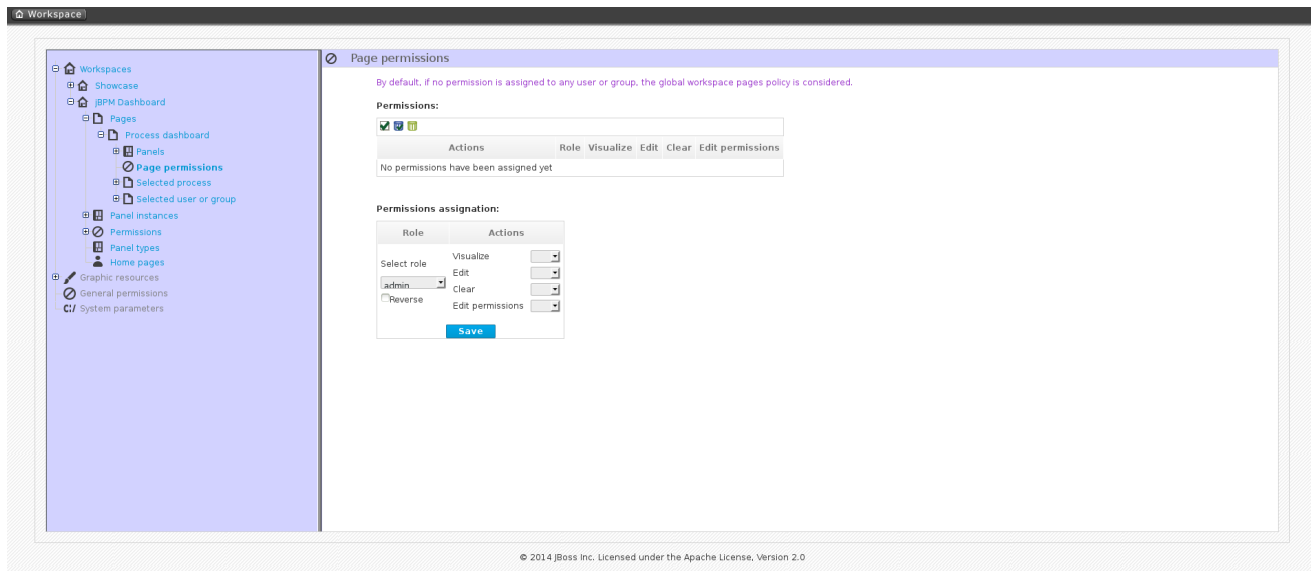 Workspace
Workspaces
Showcase
jBPM Dashboard
Pages
Process dashboard
Panels
Page permissions
Selected process
Selected user or group
Panel instances
Permissions
Panel types
Home pages
Graphic resources
General permissions
System parameters
Page permissions
By default, if no permission is assigned to any user or group, the global workspace pages policy is considered.
Permissions:
Actions Role Visualize Edit Clear Edit permissions
No permissions have been assigned yet
Permissions assignation:
Role Actions
Select role
admin
Reverse
Visualize
Edit
Clear
Edit permissions
Save
© 2014 JBoss Inc. Licensed under the Apache License, Version 2.0